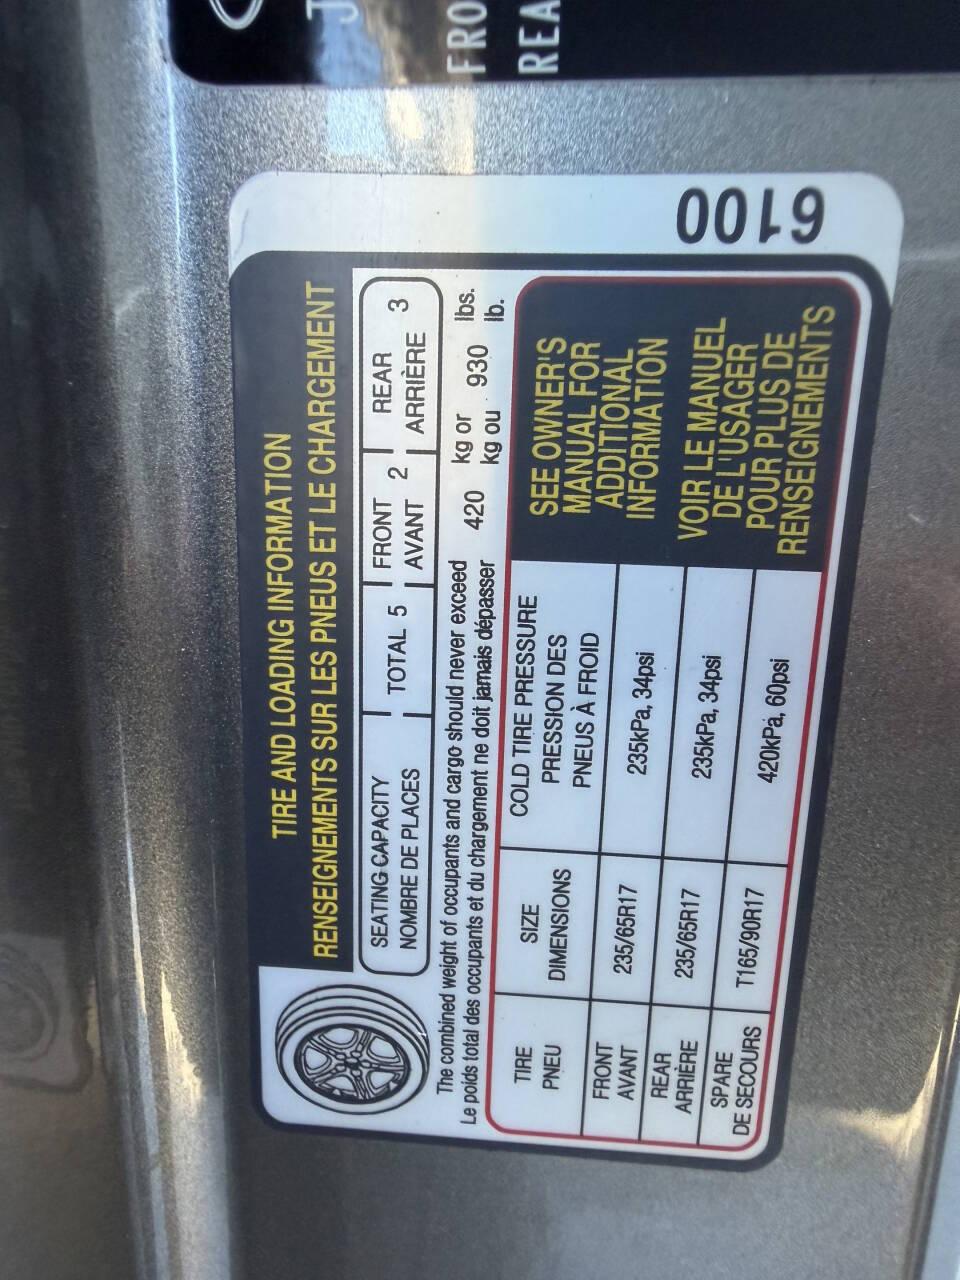 J
FRO
REA
TIRE AND LOADING INFORMATION
RENSEIGNEMENTS SUR LES PNEUS ET LE CHARGEMENT
SEATING CAPACITY TOTAL 5 FRONT 2 REAR 3
NOMBRE DE PLACES AVANT ARRIÈRE
The combined weight of occupants and cargo should never exceed 420 kg or 930 lbs.
Le poids total des occupants et du chargement ne doit jamais dépasser kg ou lb.
TIRE SIZE COLD TIRE PRESSURE
PNEU DIMENSIONS PRESSION DES
PNEUS À FROID
FRONT 235/65R17 235kPa, 34psi
AVANT
REAR 235/65R17 235kPa, 34psi
ARRIÈRE
SPARE T165/90R17 420kPa, 60psi
DE SECOURS
SEE OWNER'S
MANUAL FOR
ADDITIONAL
INFORMATION
VOIR LE MANUEL
DE L'USAGER
POUR PLUS DE
RENSEIGNEMENTS
6100